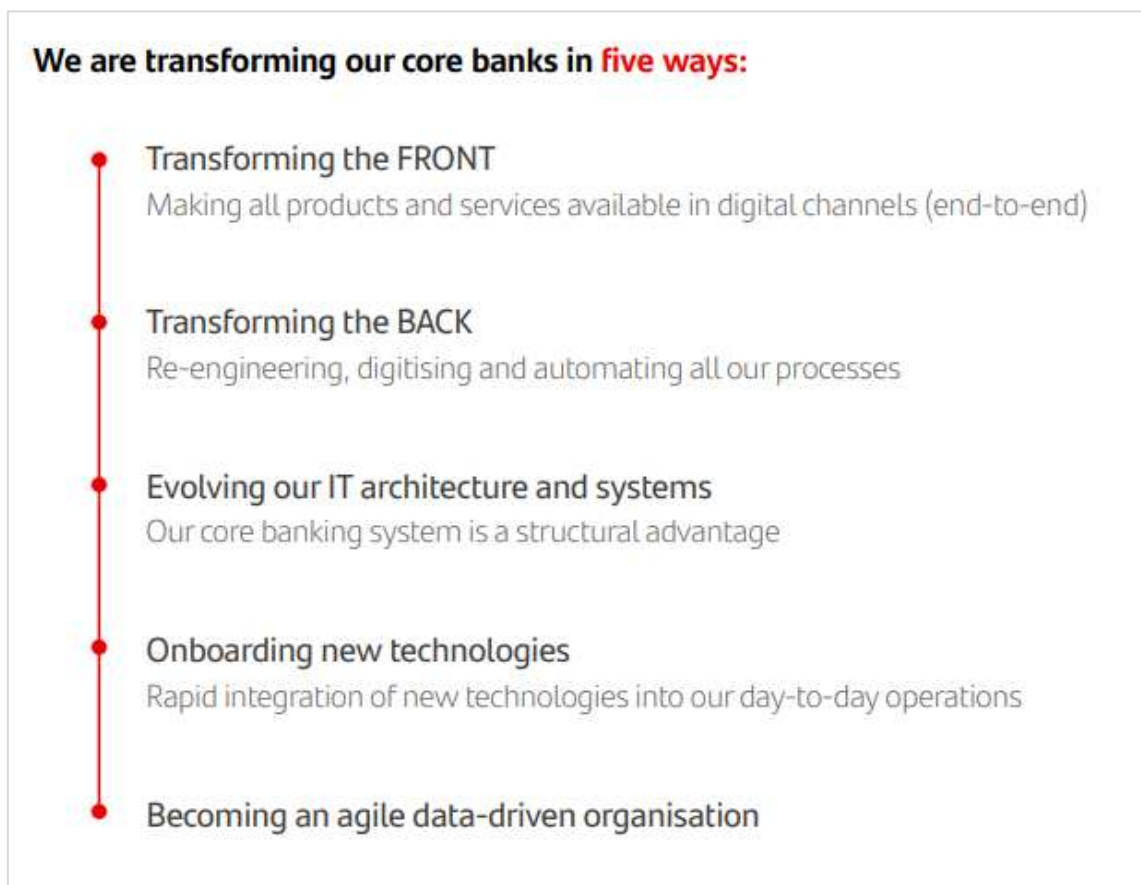 We are transforming our core banks in five ways:
Transforming the FRONT
Making all products and services available in digital channels (end-to-end)
Transforming the BACK
Re-engineering, digitising and automating all our processes
Evolving our IT architecture and systems
Our core banking system is a structural advantage
Onboarding new technologies
Rapid integration of new technologies into our day-to-day operations
Becoming an agile data-driven organisation